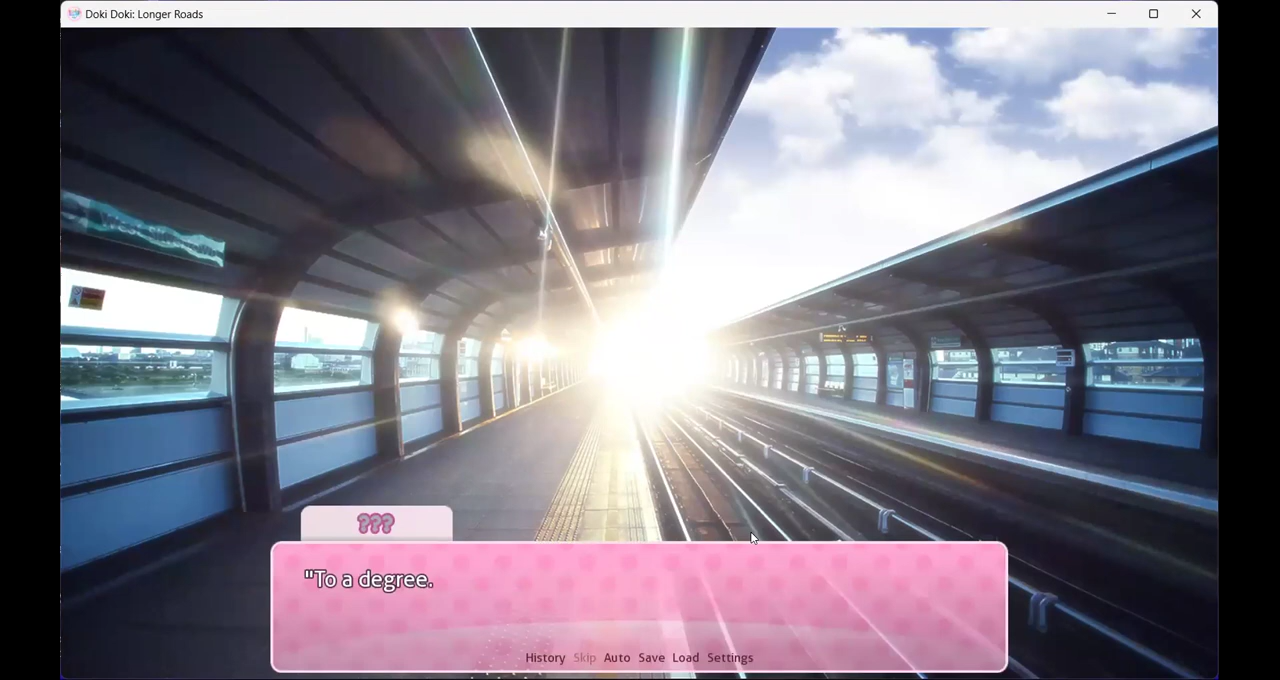 Doki Doki: Longer Roads
???
"To a degree.
History Skip Auto Save Load Settings